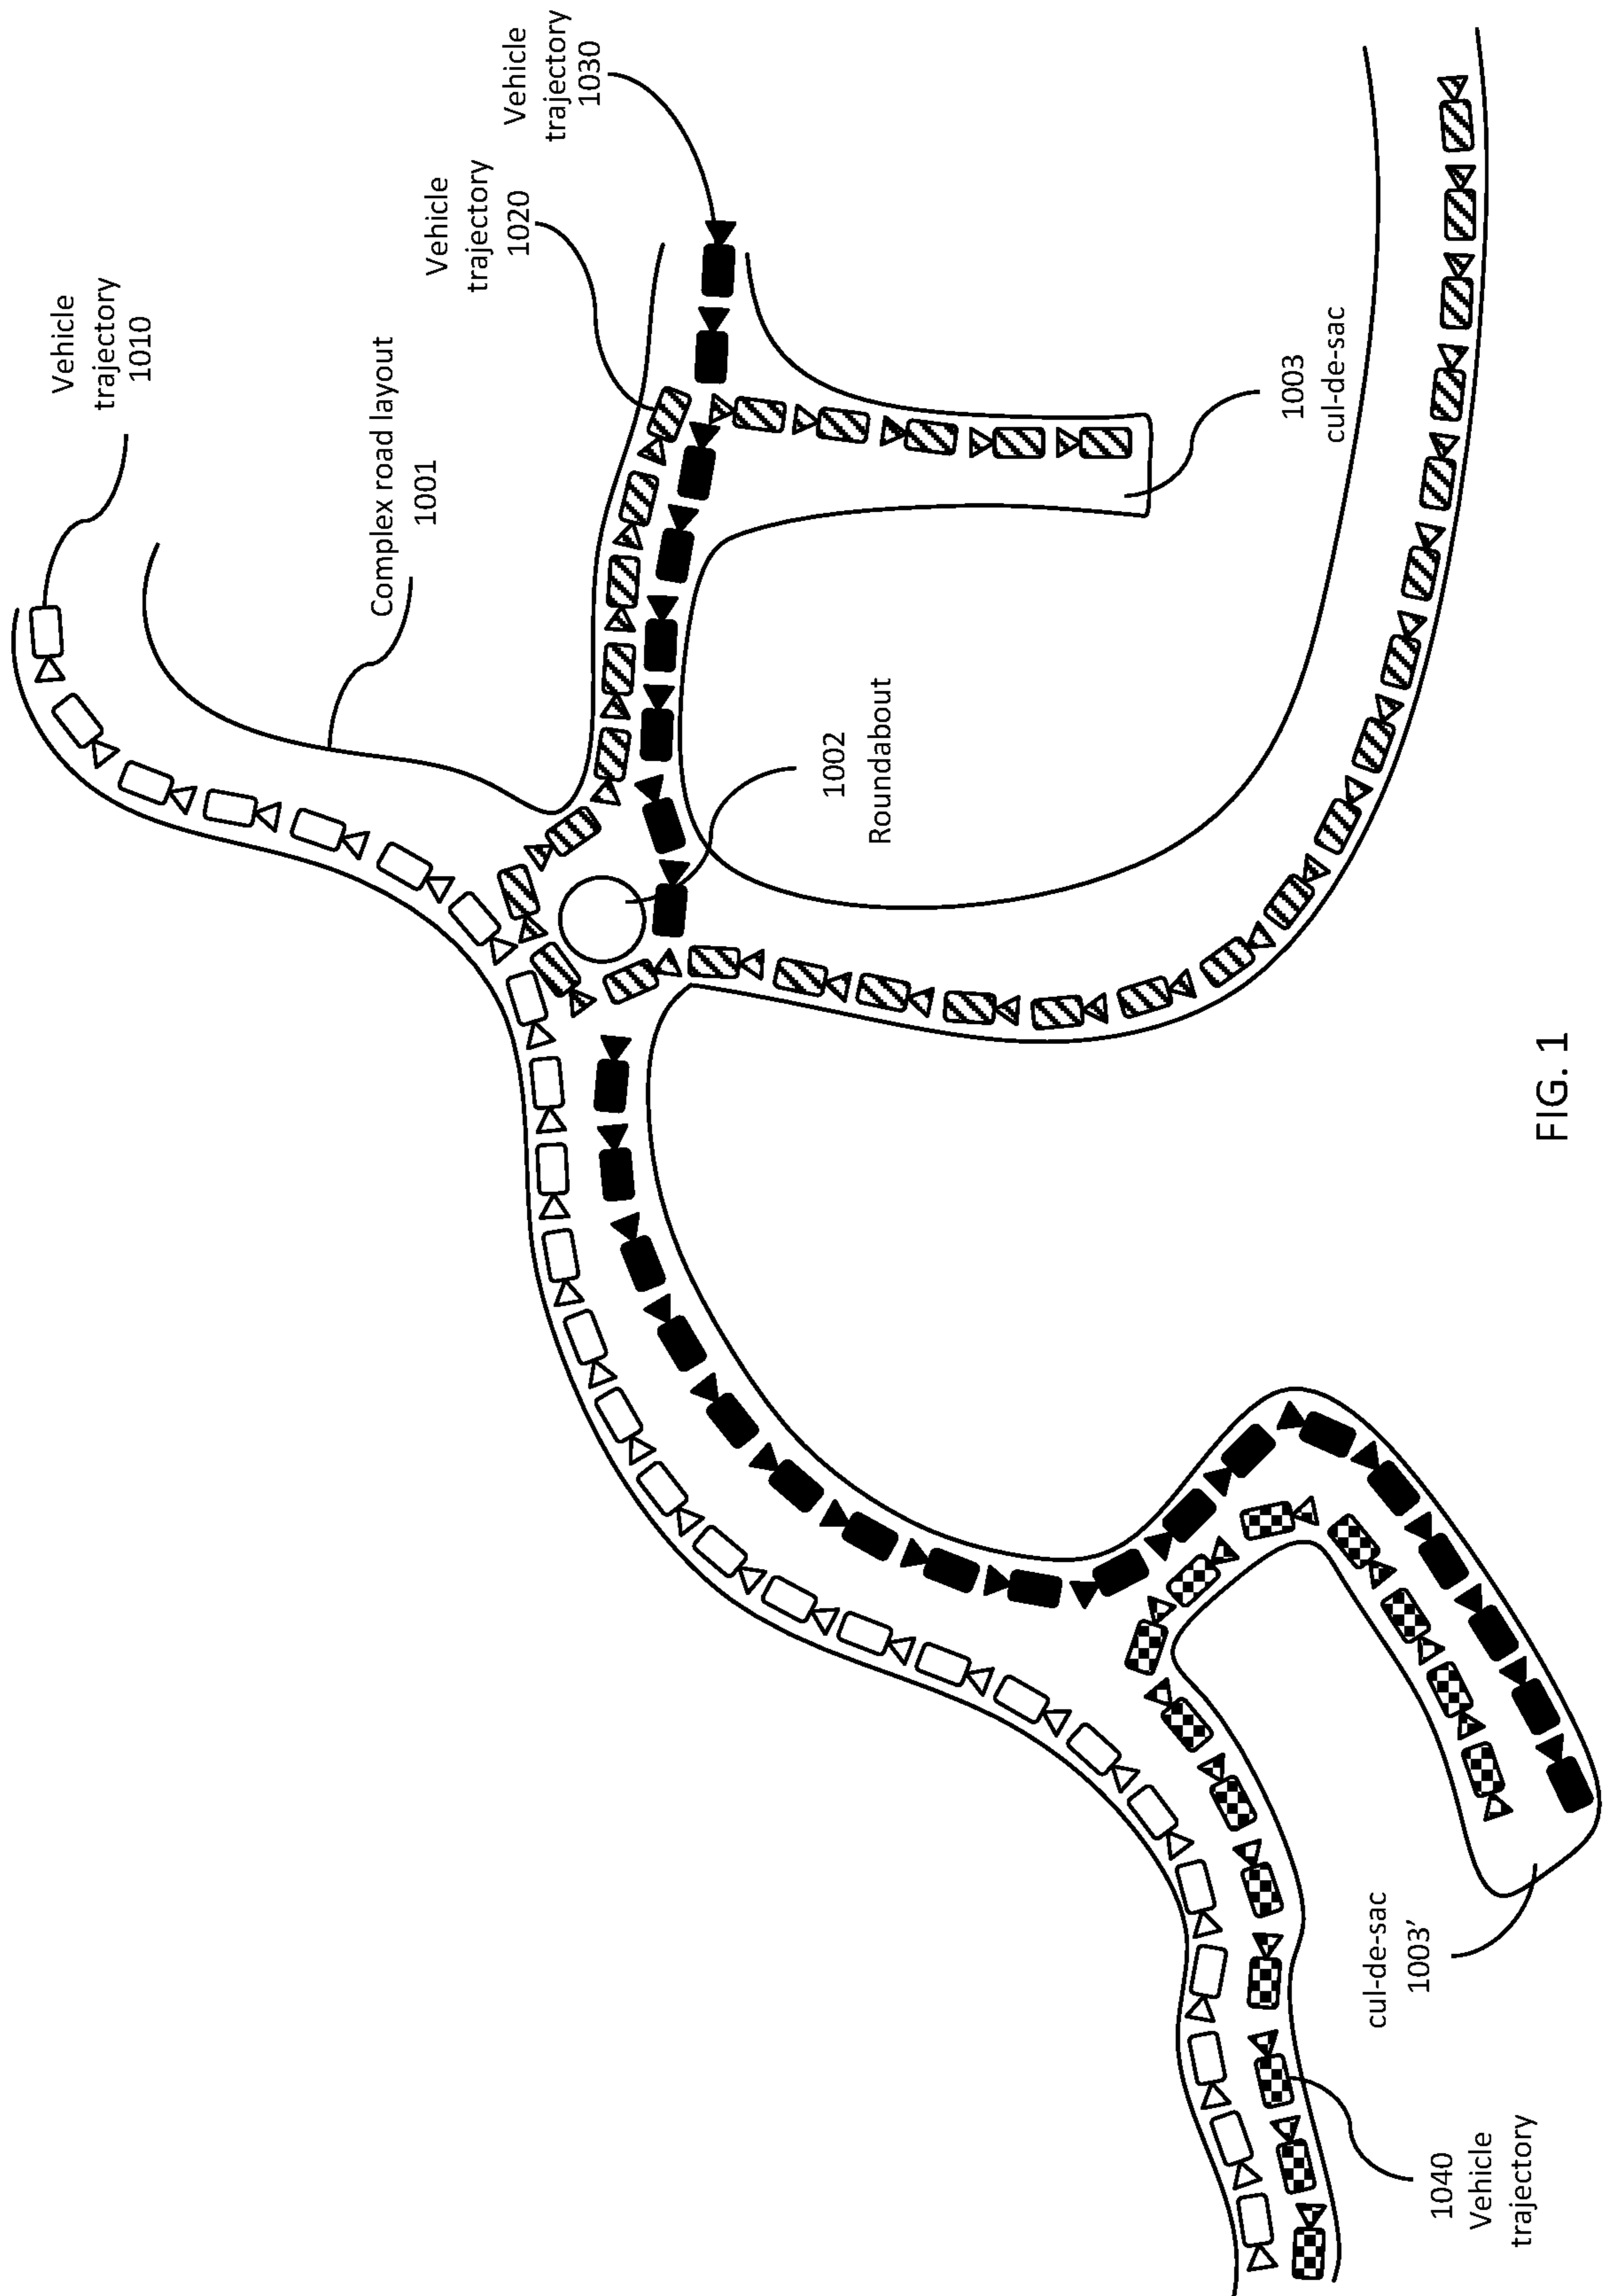 Vehicle
trajectory
1010
Complex road layout
1001
Vehicle
trajectory
1020
Vehicle
trajectory
1030
1002
Roundabout
1003
cul-de-sac
cul-de-sac
1003’
1040
Vehicle
trajectory
FIG. 1